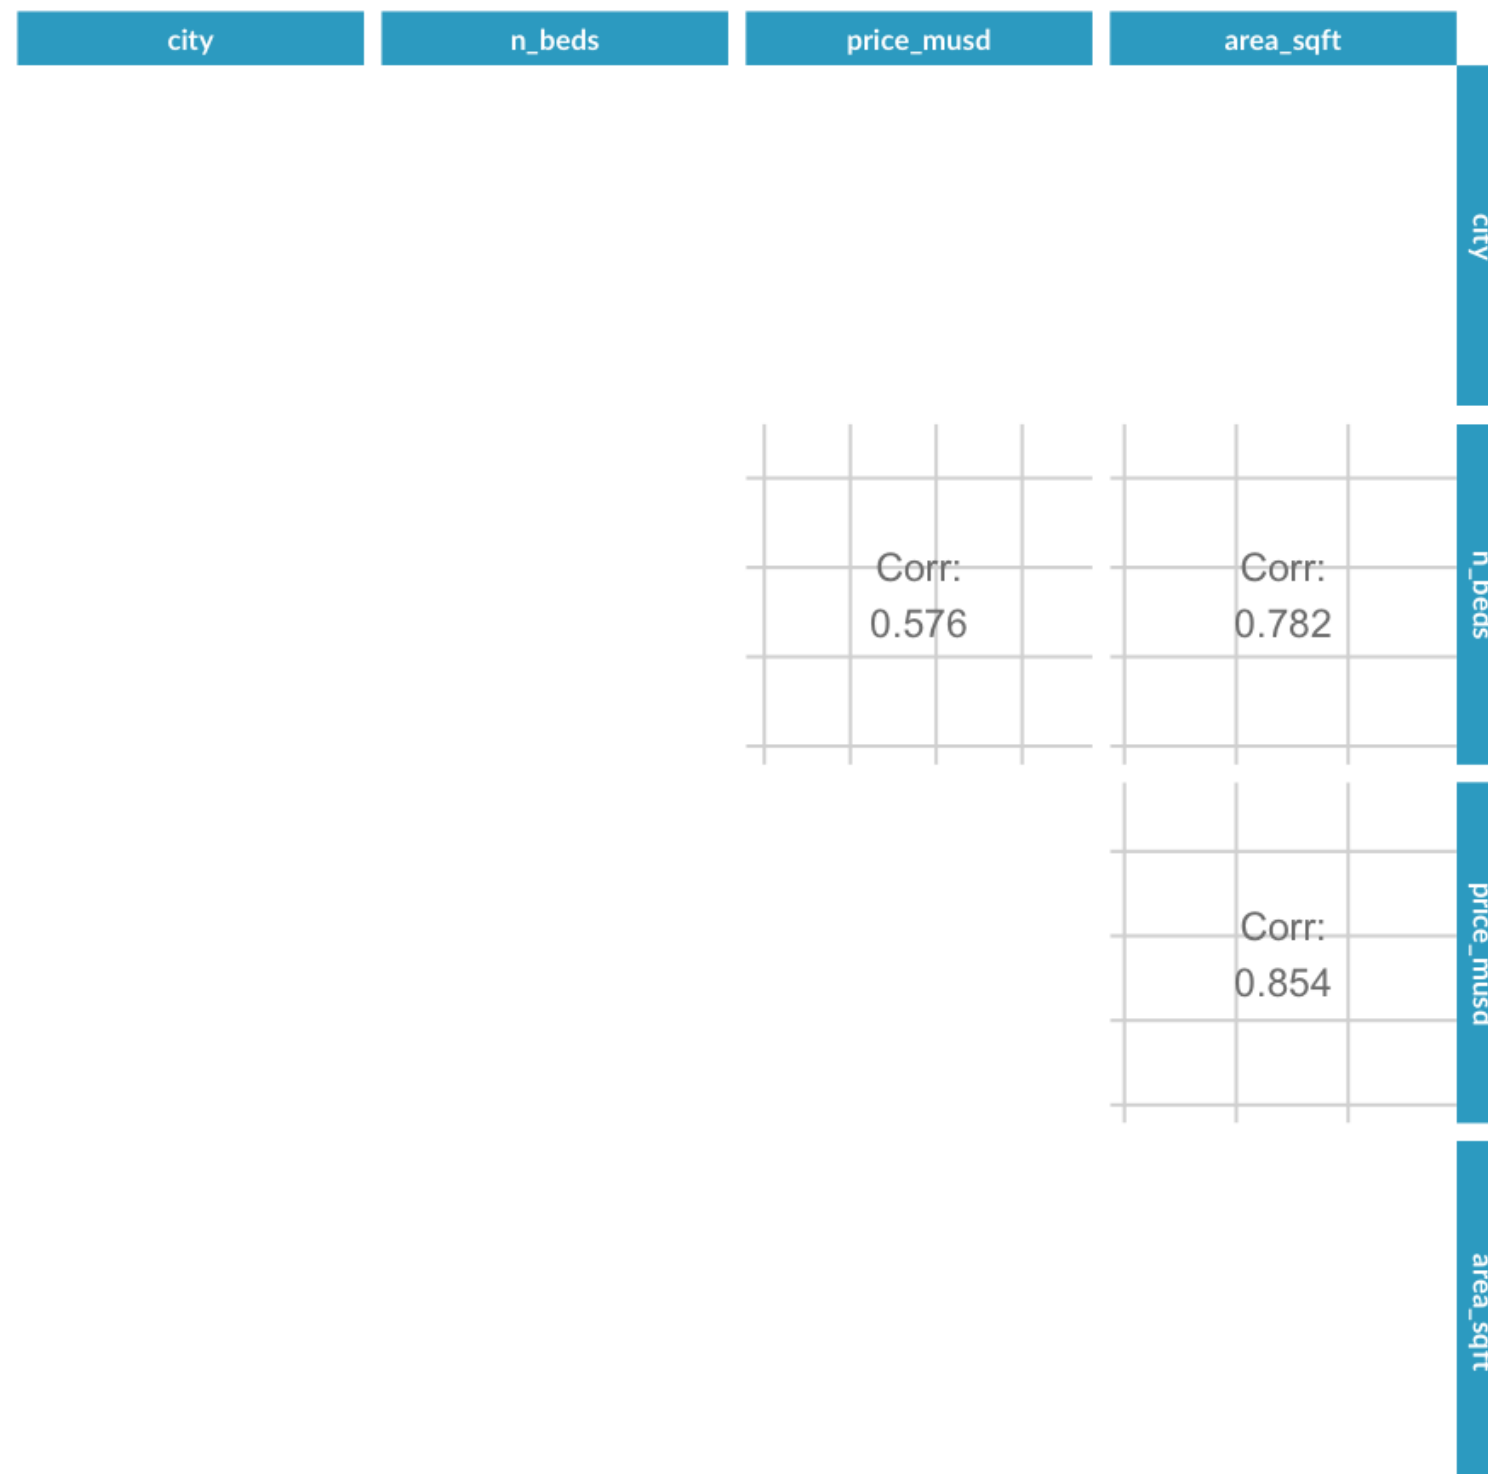 city
n_beds
price_musd
area_sqft
city
Corr:
0.576
Corr:
0.782
n_beds
Corr:
0.854
price_musd
area_sqft